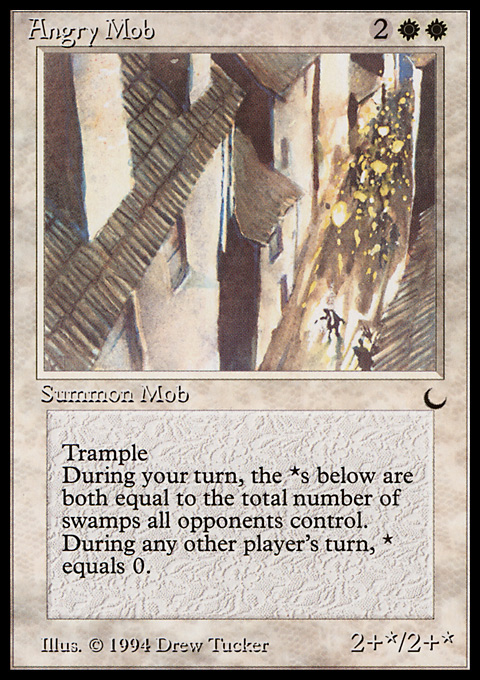 Angry Mob 2
Summon Mob
Trample
During your turn, the *s below are
both equal to the total number of
swamps all opponents control.
During any other player's turn, *
equals 0.
Illus. © 1994 Drew Tucker 2+*/2+*